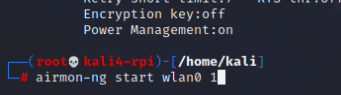 Encryption key:off
Power Management:on
(root💀kali4-rpi)-[/home/kali]
# airmon-ng start wlan0 1